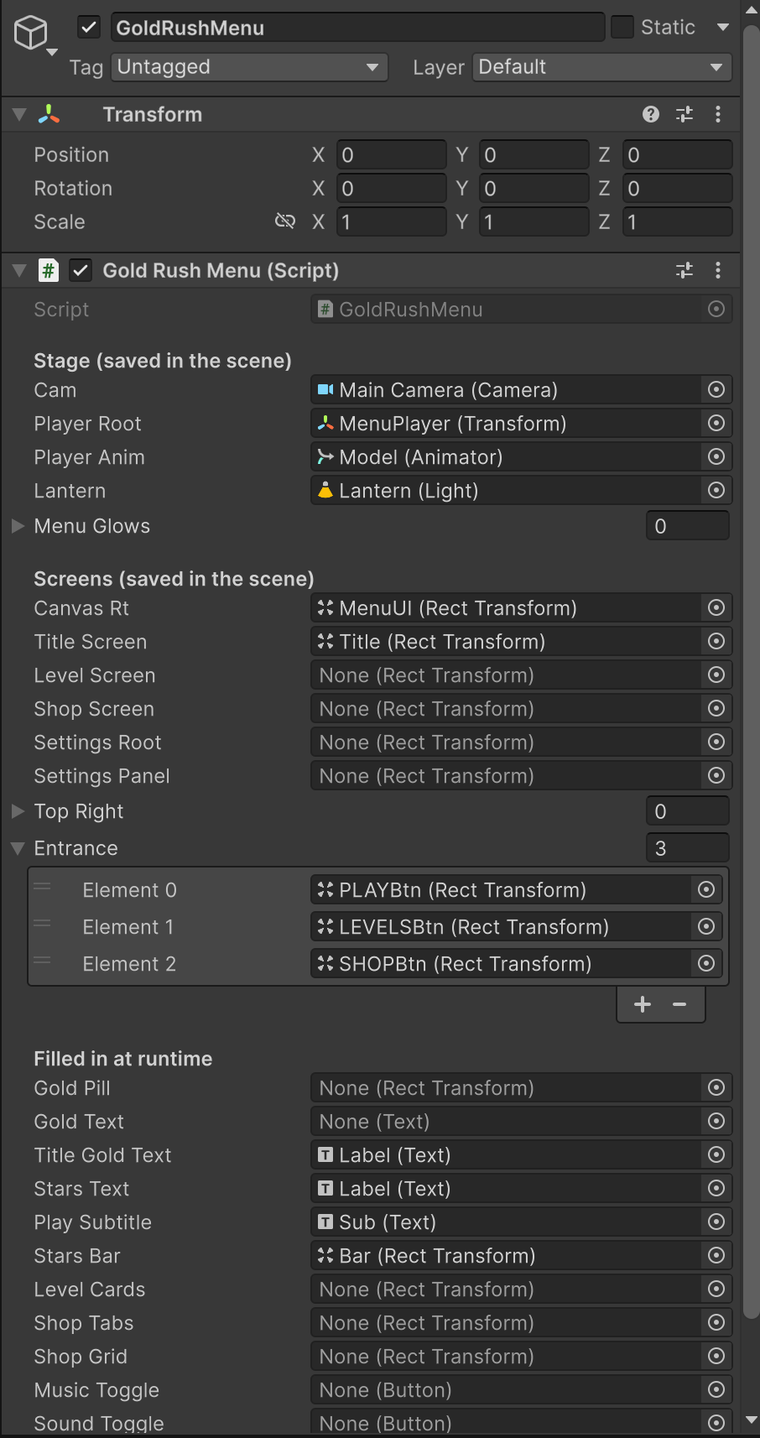 GoldRushMenu Static
Tag Untagged Layer Default
Transform
Position X 0 Y 0 Z 0
Rotation X 0 Y 0 Z 0
Scale X 1 Y 1 Z 1
# Gold Rush Menu (Script)
Script # GoldRushMenu
Stage (saved in the scene)
Cam Main Camera (Camera)
Player Root MenuPlayer (Transform)
Player Anim Model (Animator)
Lantern Lantern (Light)
Menu Glows 0
Screens (saved in the scene)
Canvas Rt MenuUI (Rect Transform)
Title Screen Title (Rect Transform)
Level Screen None (Rect Transform)
Shop Screen None (Rect Transform)
Settings Root None (Rect Transform)
Settings Panel None (Rect Transform)
Top Right 0
Entrance 3
Element 0 PLAYBtn (Rect Transform)
Element 1 LEVELSBtn (Rect Transform)
Element 2 SHOPBtn (Rect Transform)
+ −
Filled in at runtime
Gold Pill None (Rect Transform)
Gold Text None (Text)
Title Gold Text T Label (Text)
Stars Text T Label (Text)
Play Subtitle T Sub (Text)
Stars Bar Bar (Rect Transform)
Level Cards None (Rect Transform)
Shop Tabs None (Rect Transform)
Shop Grid None (Rect Transform)
Music Toggle None (Button)
Sound Toggle None (Button)